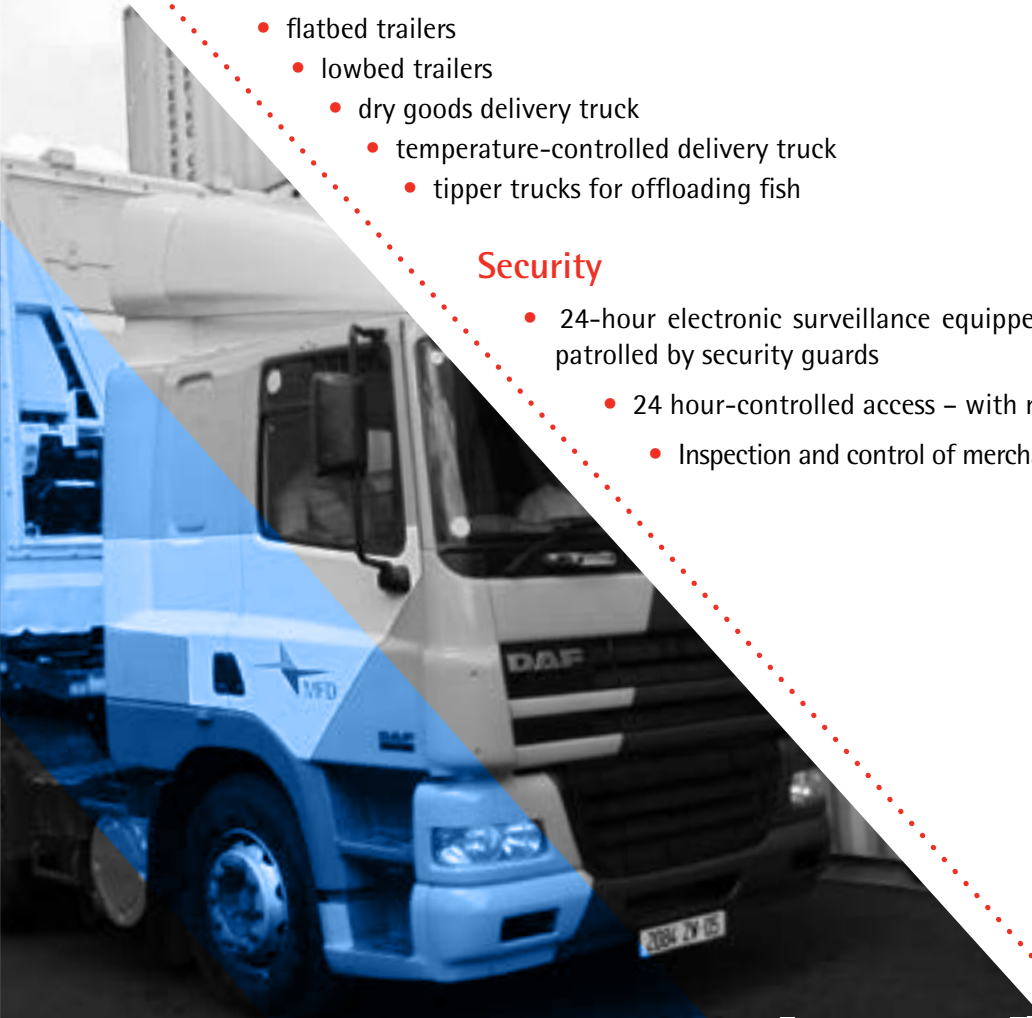 • flatbed trailers
• lowbed trailers
• dry goods delivery truck
• temperature-controlled delivery truck
• tipper trucks for offloading fish
Security
• 24-hour electronic surveillance equippe
patrolled by security guards
• 24 hour-controlled access – with
• Inspection and control of merch
DAF
MFD
DAF
2084 ZW 05